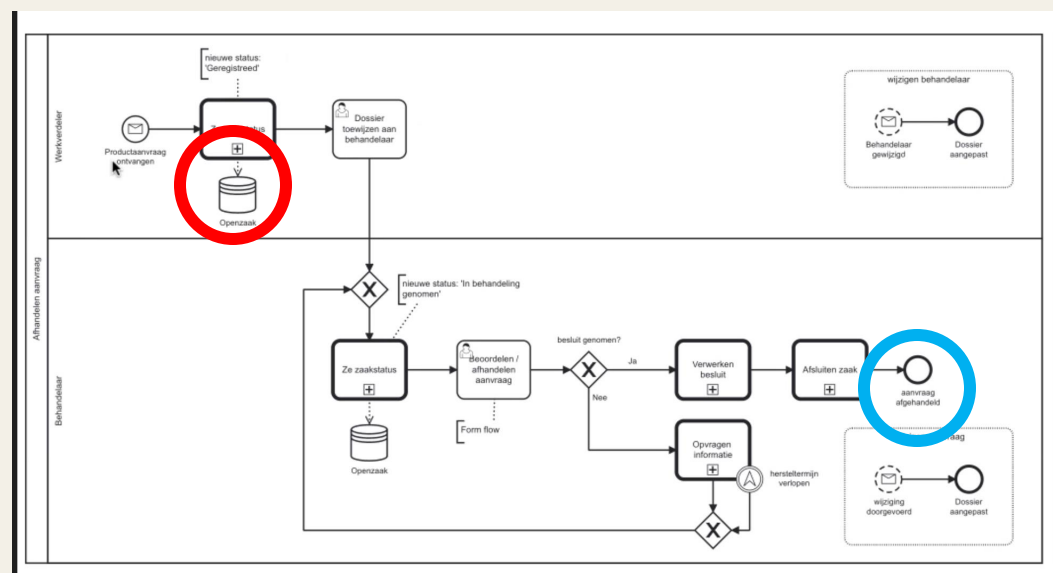 nieuwe status:
'Geregistreed'
Werkverdeler
Productaanvraag
ontvangen
Openzaak
Dossier
toewijzen aan
behandelaar
wijzigen behandelaar
Behandelaar
gewijzigd
Dossier
aangepast
Afhandelen aanvraag
Behandelaar
nieuwe status: 'In behandeling
genomen'
Ze zaakstatus
Openzaak
Beoordelen /
afhandelen
aanvraag
Form flow
besluit genomen?
Ja
Nee
Verwerken
besluit
Afsluiten zaak
aanvraag
afgehandeld
Opvragen
informatie
hersteltermijn
verlopen
wijziging
doorgevoerd
Dossier
aangepast